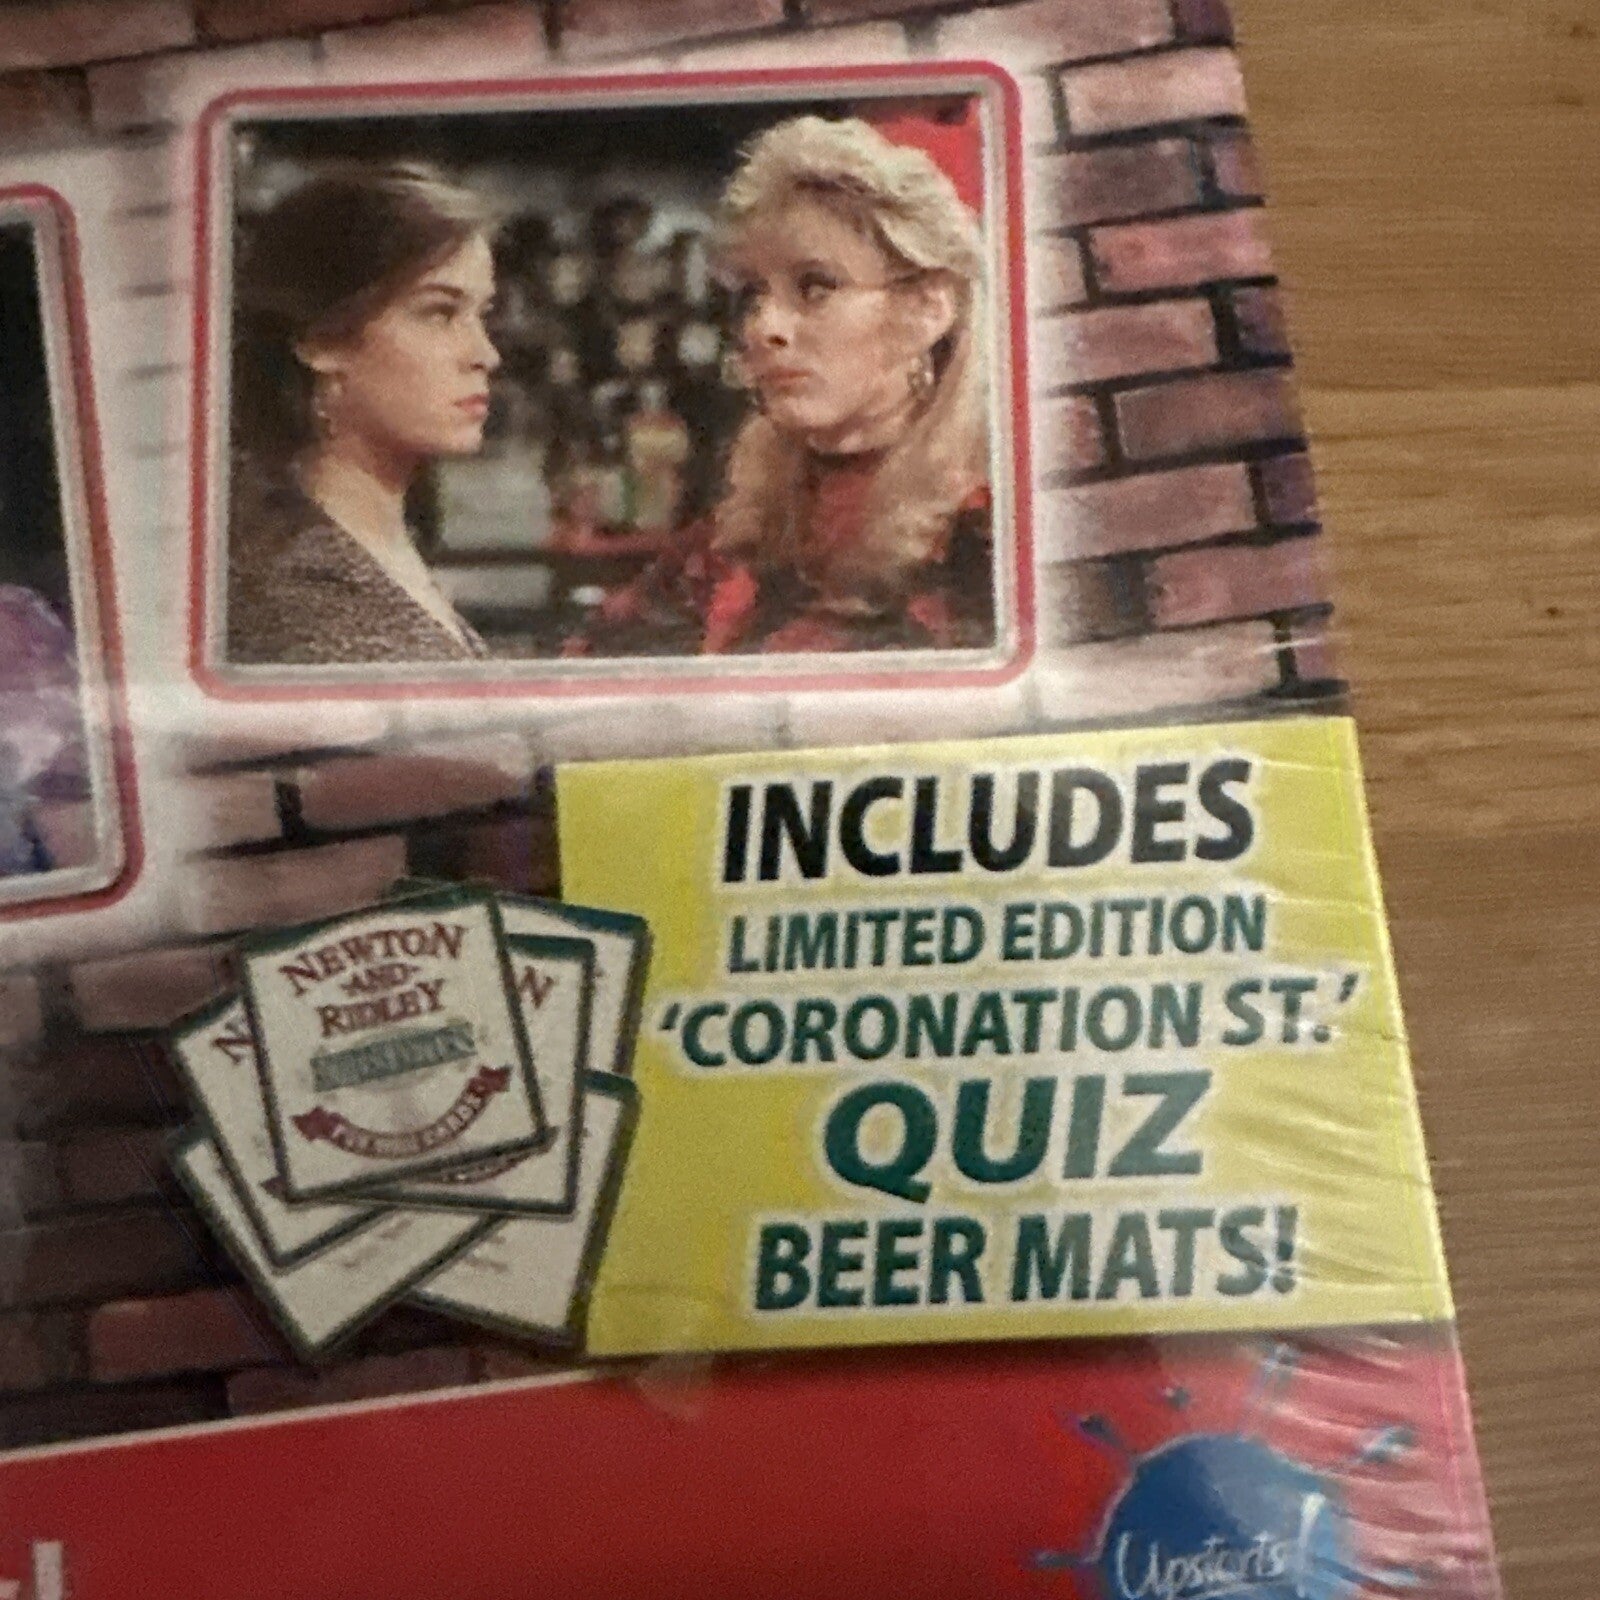 INCLUDES
LIMITED EDITION
'CORONATION ST.'
QUIZ
BEER MATS!
NEWTON
-AND-
RIDLEY
N
N
Upstarts!